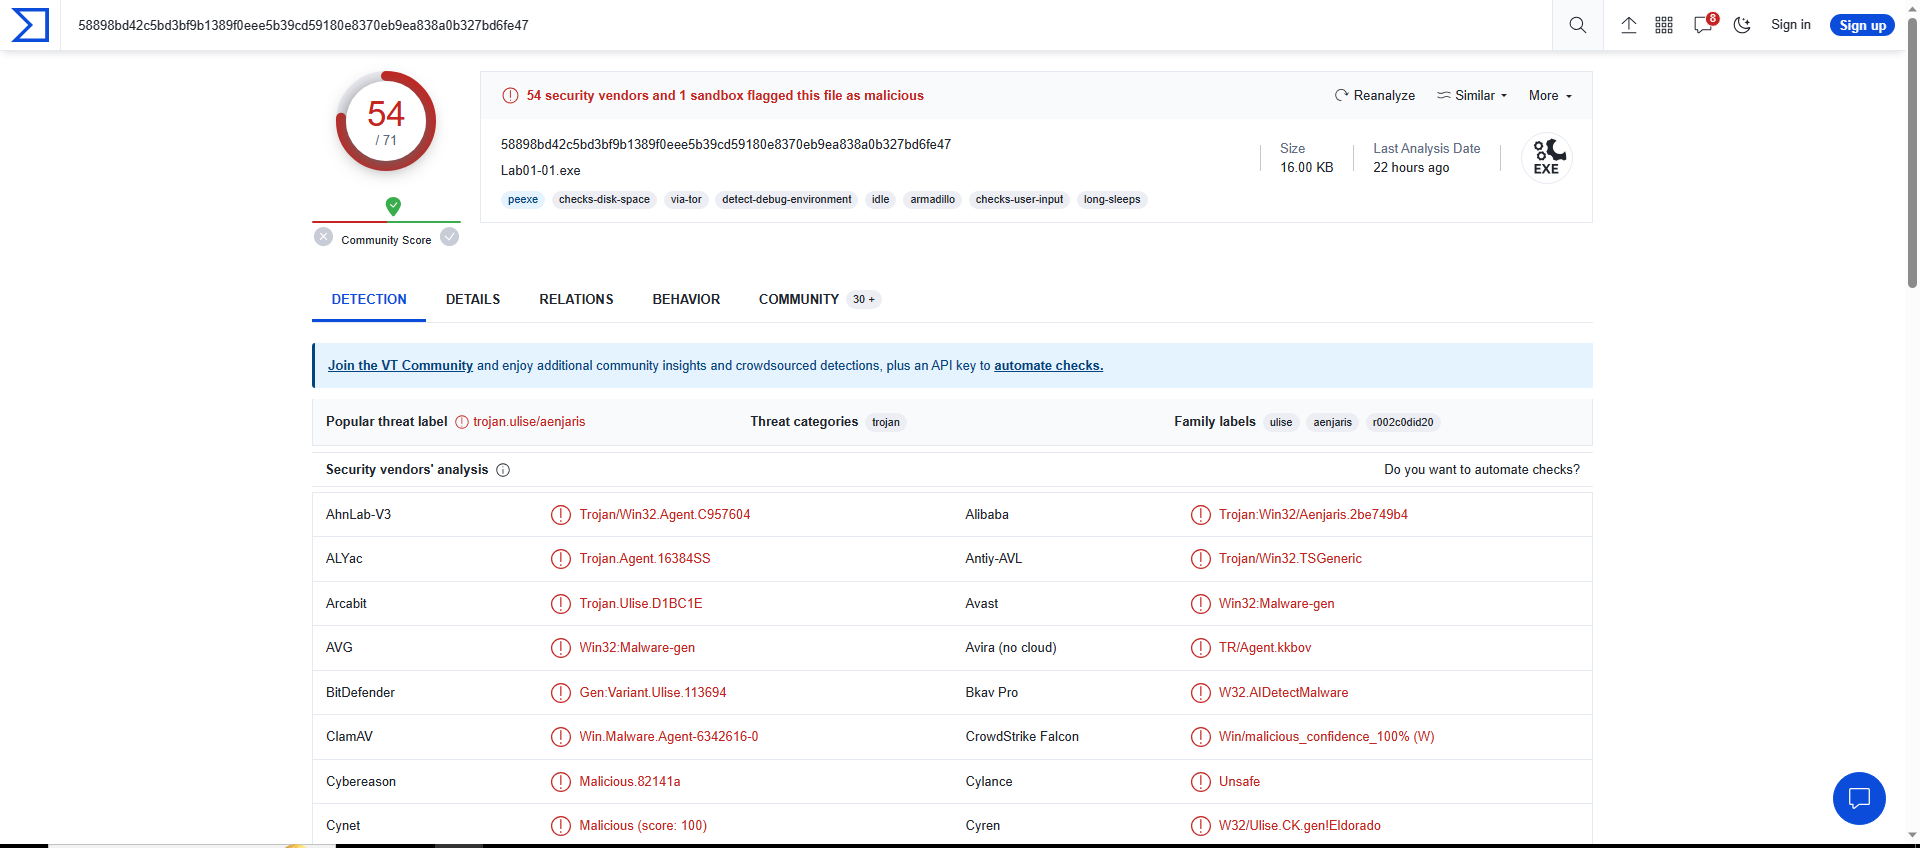 58898bd42c5bd3bf9b1389f0eee5b39cd59180e8370eb9ea838a0b327bd6fe47
8
Sign in
Sign up
54
/ 71
Community Score
54 security vendors and 1 sandbox flagged this file as malicious
Reanalyze
Similar
More
58898bd42c5bd3bf9b1389f0eee5b39cd59180e8370eb9ea838a0b327bd6fe47
Lab01-01.exe
Size
16.00 KB
Last Analysis Date
22 hours ago
EXE
peexe checks-disk-space via-tor detect-debug-environment idle armadillo checks-user-input long-sleeps
DETECTION DETAILS RELATIONS BEHAVIOR COMMUNITY 30 +
Join the VT Community and enjoy additional community insights and crowdsourced detections, plus an API key to automate checks.
Popular threat label trojan.ulise/aenjaris Threat categories trojan Family labels ulise aenjaris r002c0did20
Security vendors' analysis Do you want to automate checks?
AhnLab-V3 Trojan/Win32.Agent.C957604 Alibaba Trojan:Win32/Aenjaris.2be749b4
ALYac Trojan.Agent.16384SS Antiy-AVL Trojan/Win32.TSGeneric
Arcabit Trojan.Ulise.D1BC1E Avast Win32:Malware-gen
AVG Win32:Malware-gen Avira (no cloud) TR/Agent.kkbov
BitDefender Gen:Variant.Ulise.113694 Bkav Pro W32.AIDetectMalware
ClamAV Win.Malware.Agent-6342616-0 CrowdStrike Falcon Win/malicious_confidence_100% (W)
Cybereason Malicious.82141a Cylance Unsafe
Cynet Malicious (score: 100) Cyren W32/Ulise.CK.gen!Eldorado